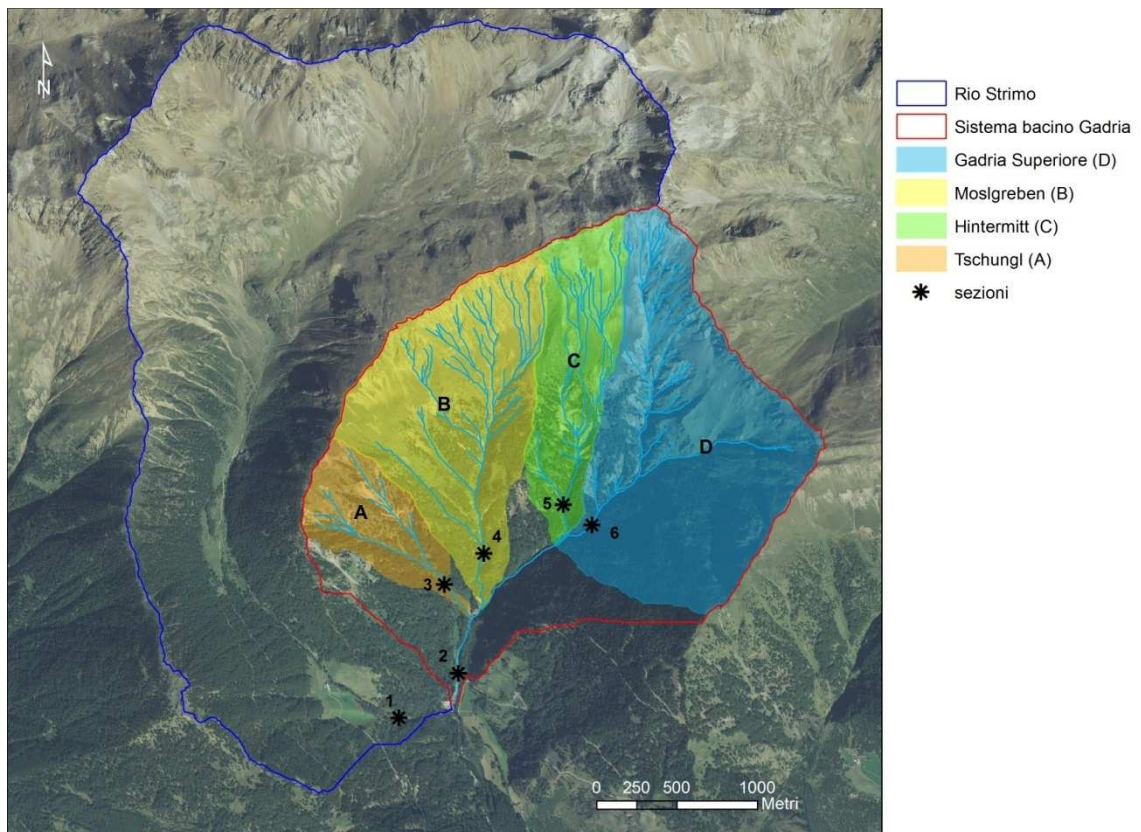 N
Rio Strimo
Sistema bacino Gadria
Gadria Superiore (D)
Moslgreben (B)
Hintermitt (C)
Tschungl (A)
sezioni
C
B
D
A
5
6
4
3
2
1
0 250 500 1000
Metri